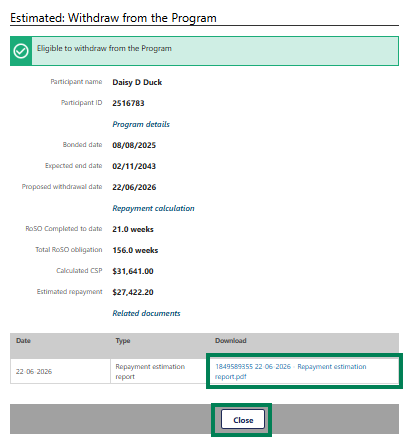 Estimated: Withdraw from the Program
Eligible to withdraw from the Program
Participant name Daisy D Duck
Participant ID 2516783
Program details
Bonded date 08/08/2025
Expected end date 02/11/2043
Proposed withdrawal date 22/06/2026
Repayment calculation
RoSO Completed to date 21.0 weeks
Total RoSO obligation 156.0 weeks
Calculated CSP $31,641.00
Estimated repayment $27,422.20
Related documents
Date Type Download
22-06-2026 Repayment estimation report 1849589355 22-06-2026 - Repayment estimation report.pdf
Close